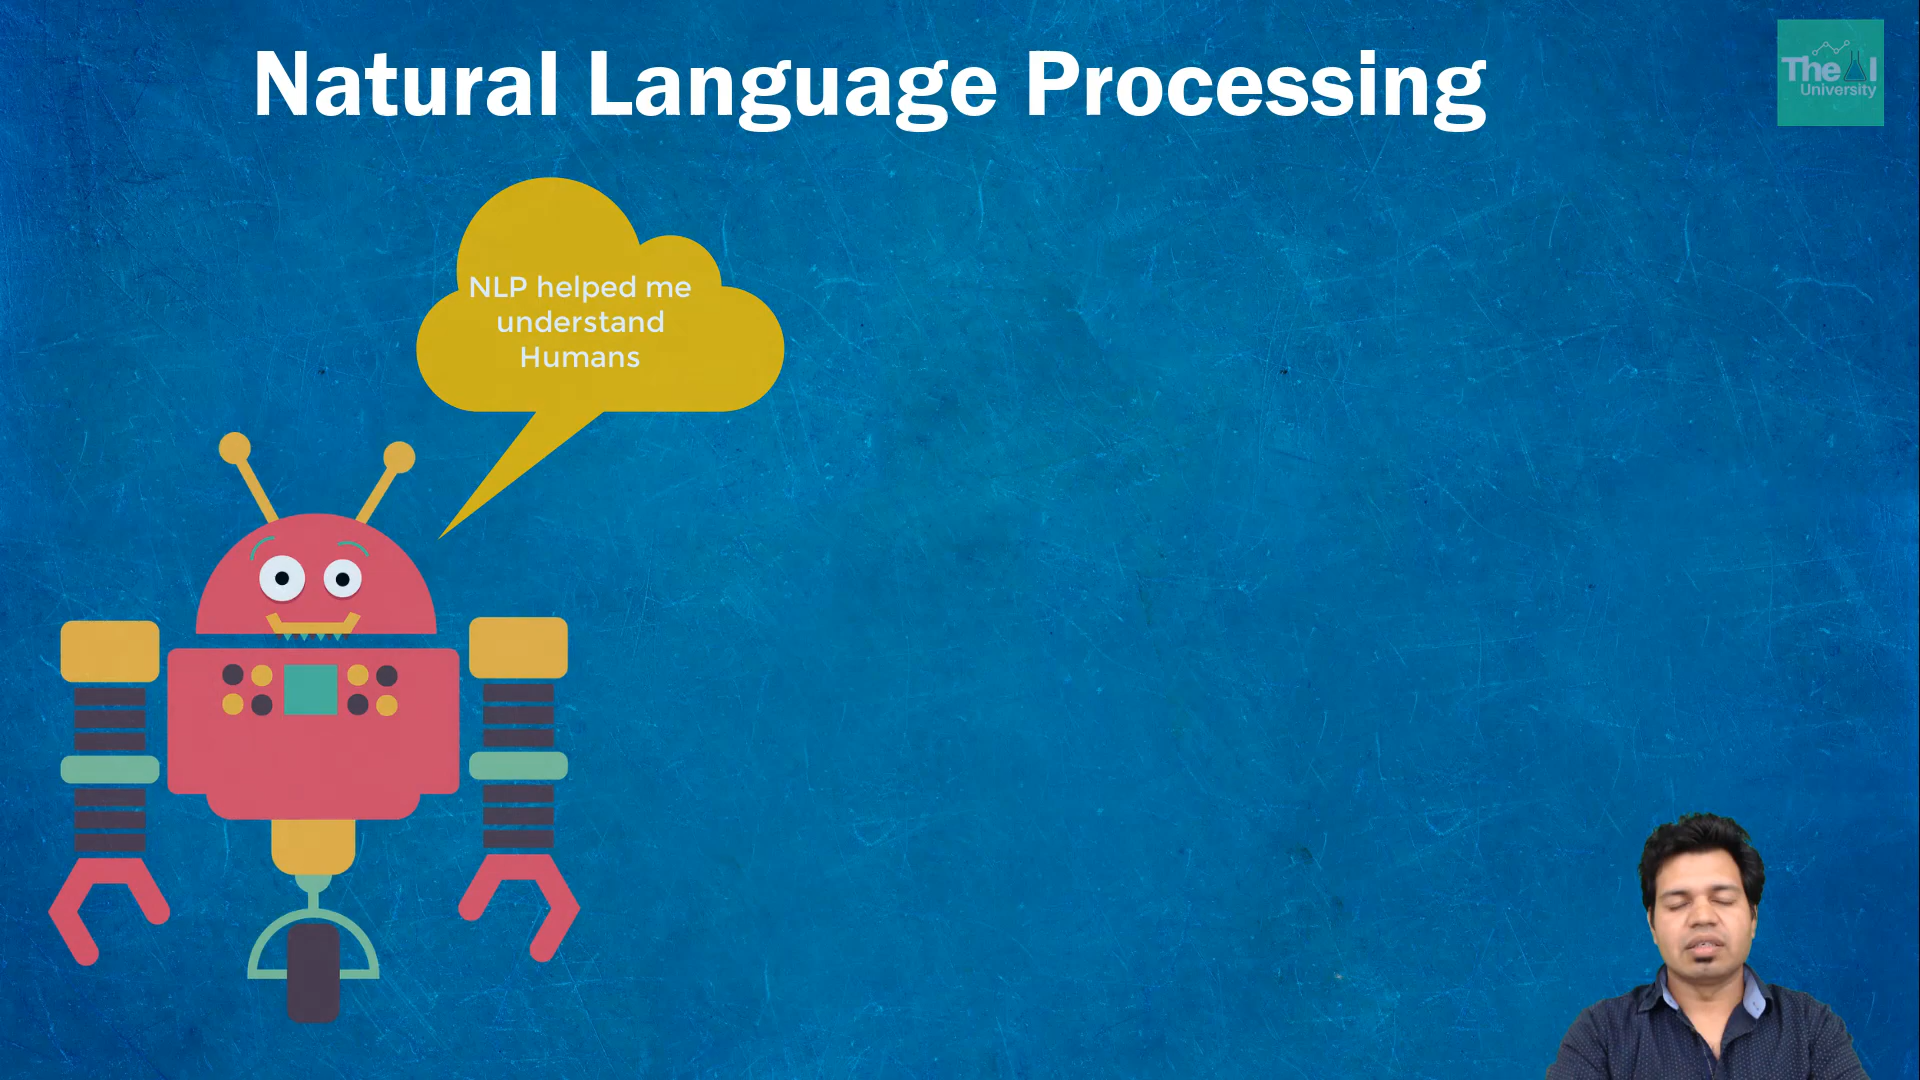 Natural Language Processing
The AI
University
NLP helped me
understand
Humans